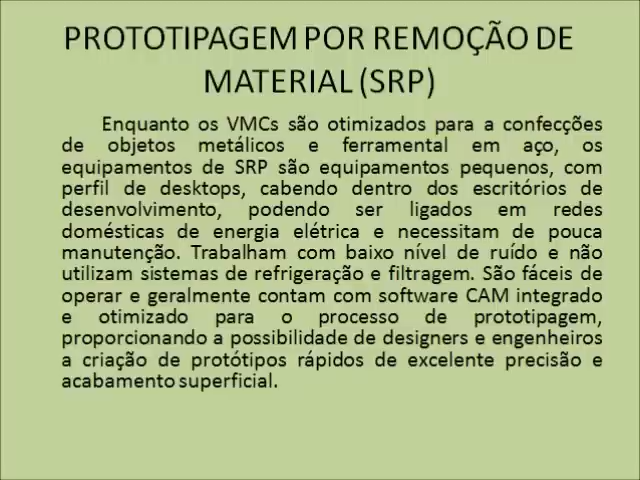 PROTOTIPAGEM POR REMOÇÃO DE
MATERIAL (SRP)
Enquanto os VMCs são otimizados para a confecções
de objetos metálicos e ferramental em aço, os
equipamentos de SRP são equipamentos pequenos, com
perfil de desktops, cabendo dentro dos escritórios de
desenvolvimento, podendo ser ligados em redes
domésticas de energia elétrica e necessitam de pouca
manutenção. Trabalham com baixo nível de ruído e não
utilizam sistemas de refrigeração e filtragem. São fáceis de
operar e geralmente contam com software CAM integrado
e otimizado para o processo de prototipagem,
proporcionando a possibilidade de designers e engenheiros
a criação de protótipos rápidos de excelente precisão e
acabamento superficial.